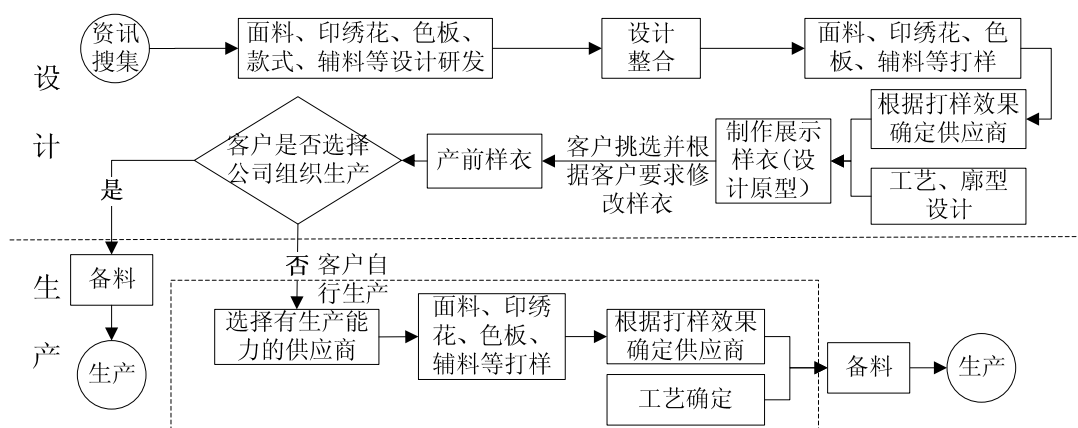 设
计
资讯
搜集
面料、印绣花、色板、
款式、辅料等设计研发
设计
整合
面料、印绣花、色
板、辅料等打样
根据打样效果
确定供应商
工艺、廓型
设计
制作展示
样衣(设
计原型）
客户挑选并根
据客户要求修
改样衣
产前样衣
客户是否选择
公司组织生产
是
否
客户自
行生产
生
产
备料
生产
选择有生产能
力的供应商
面料、印绣
花、色板、
辅料等打样
根据打样效果
确定供应商
工艺确定
备料
生产